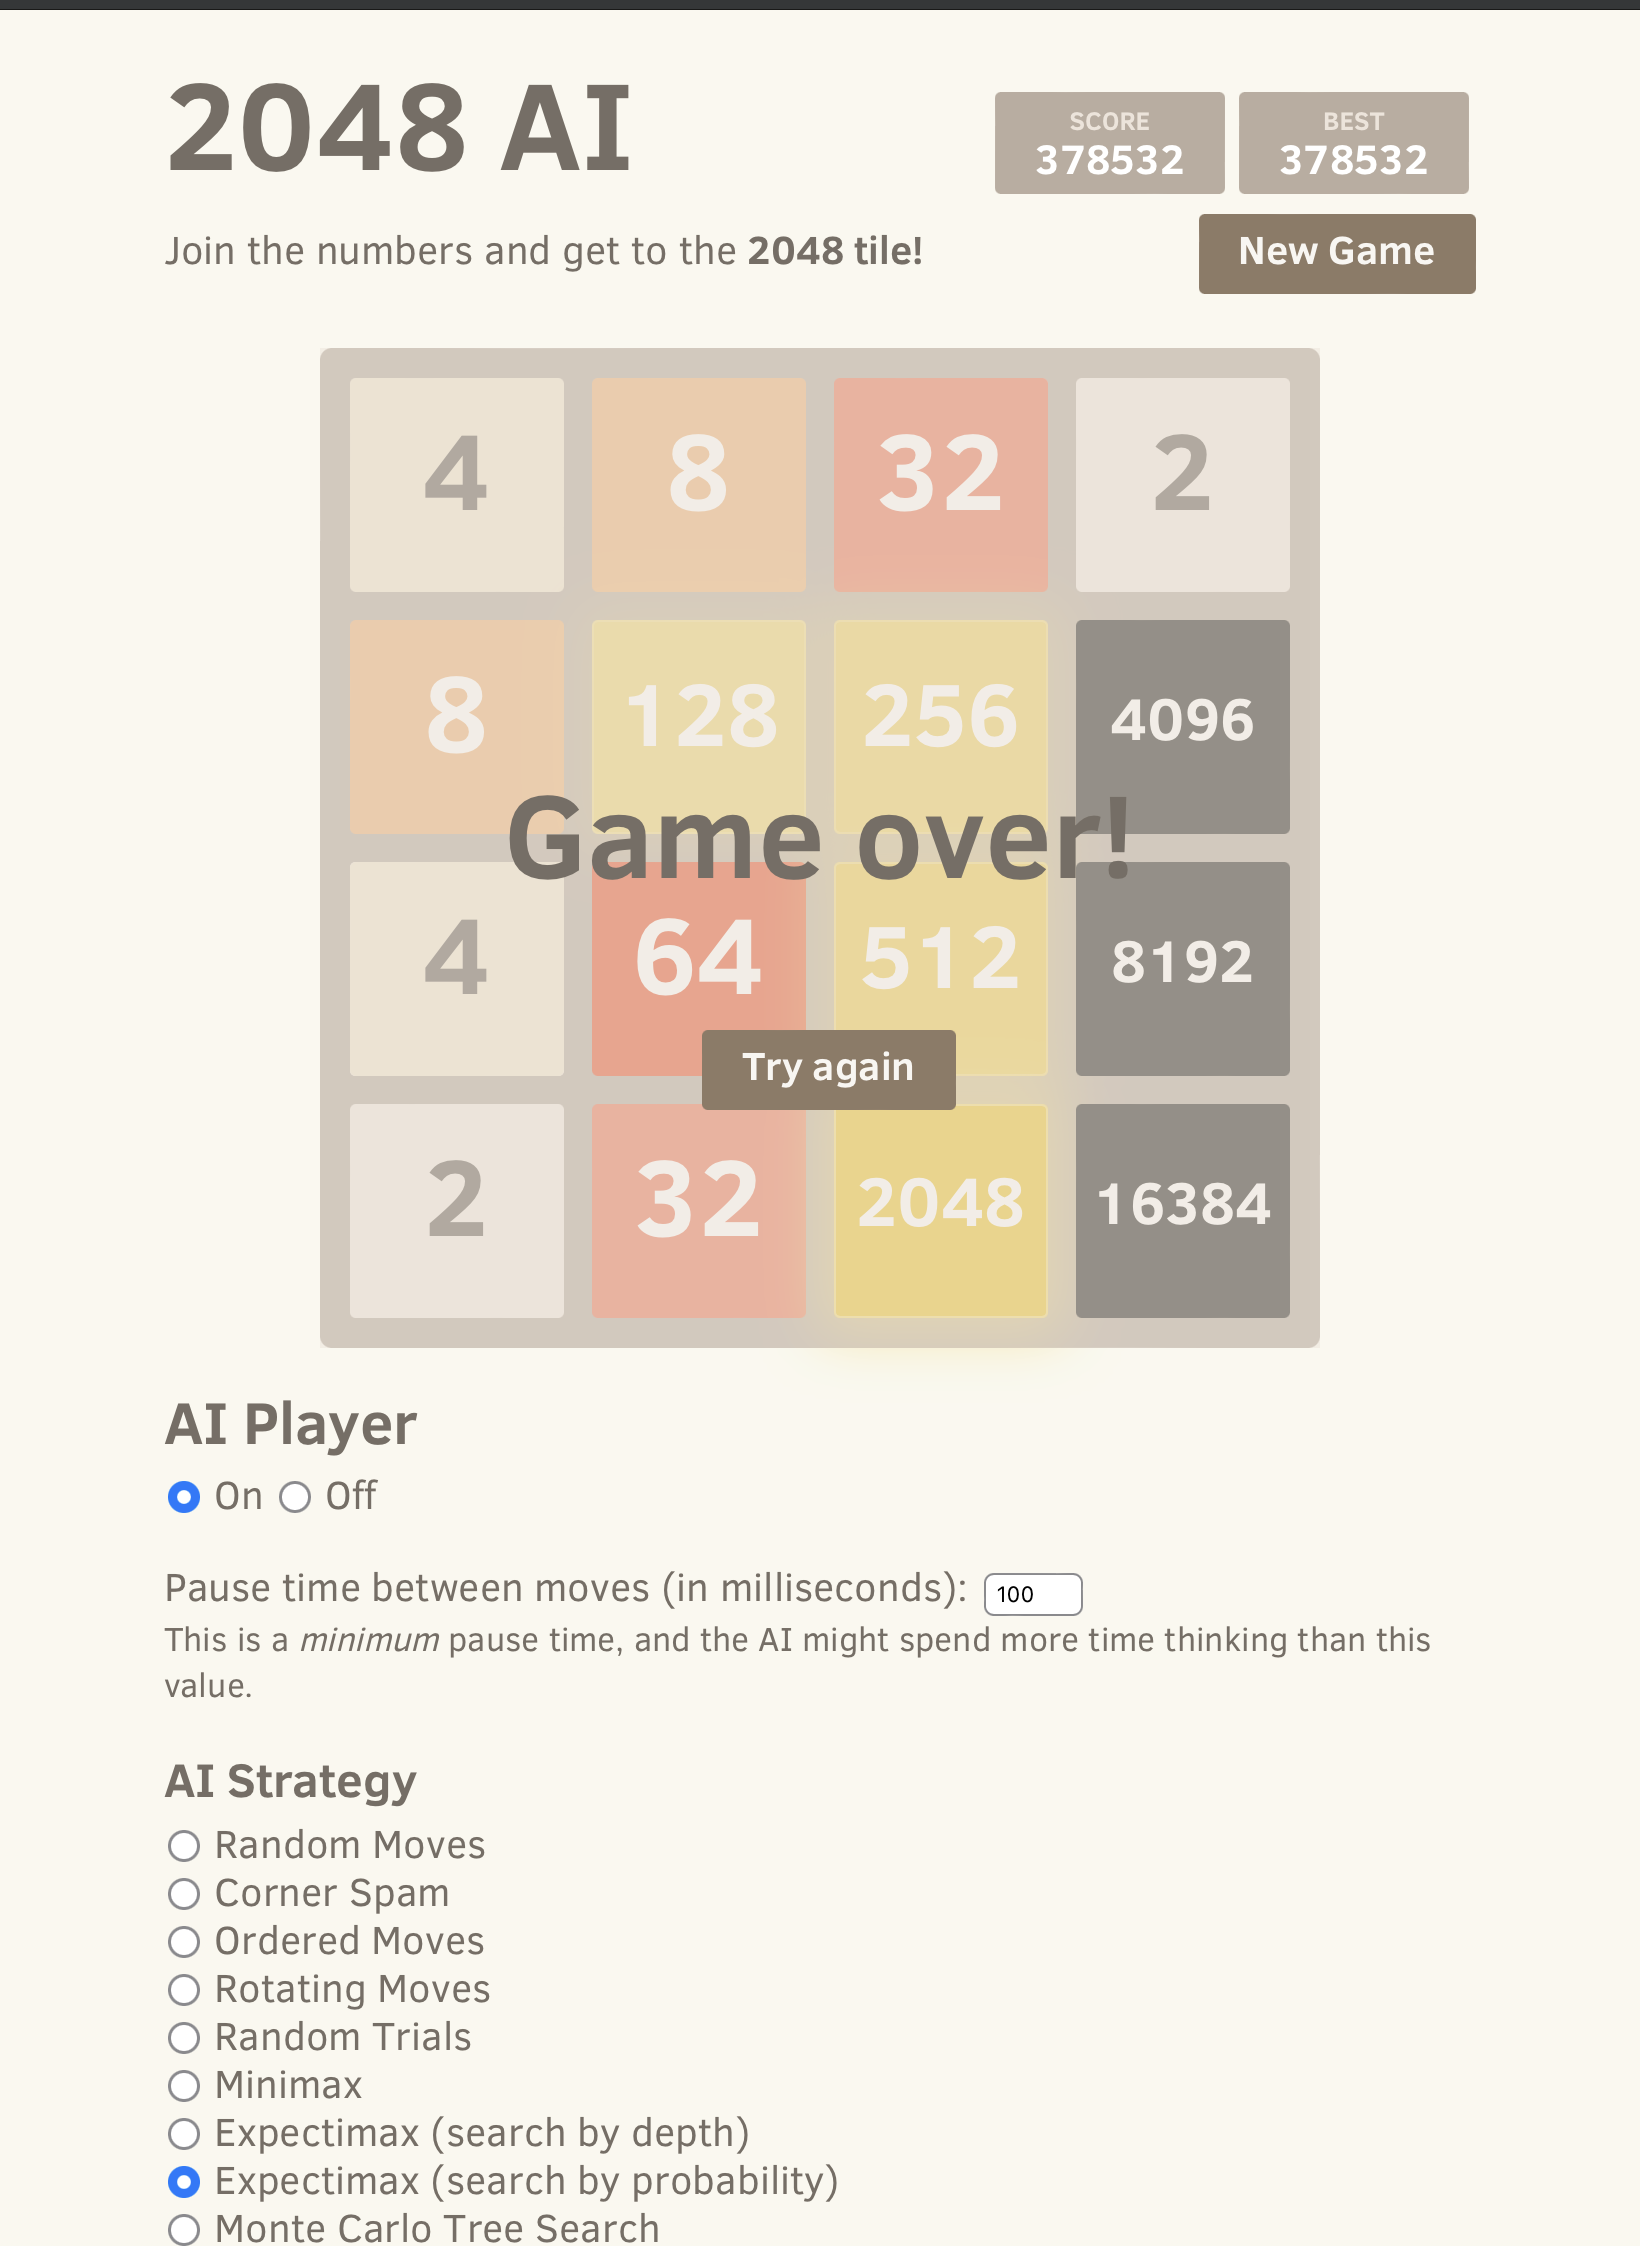 2048 AI
SCORE
378532
BEST
378532
Join the numbers and get to the 2048 tile!
New Game
4 8 32 2
8 128 256 4096
Game over!
4 64 512 8192
Try again
2 32 2048 16384
AI Player
On Off
Pause time between moves (in milliseconds): 100
This is a minimum pause time, and the AI might spend more time thinking than this
value.
AI Strategy
Random Moves
Corner Spam
Ordered Moves
Rotating Moves
Random Trials
Minimax
Expectimax (search by depth)
Expectimax (search by probability)
Monte Carlo Tree Search